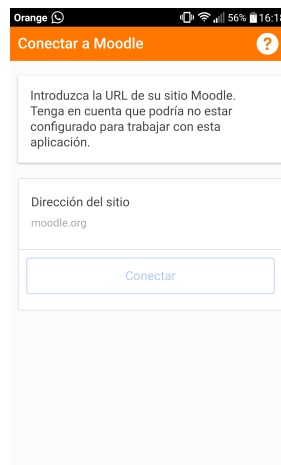 Orange 56% 16:18
Conectar a Moodle ?
Introduzca la URL de su sitio Moodle.
Tenga en cuenta que podría no estar
configurado para trabajar con esta
aplicación.
Dirección del sitio
moodle.org
Conectar